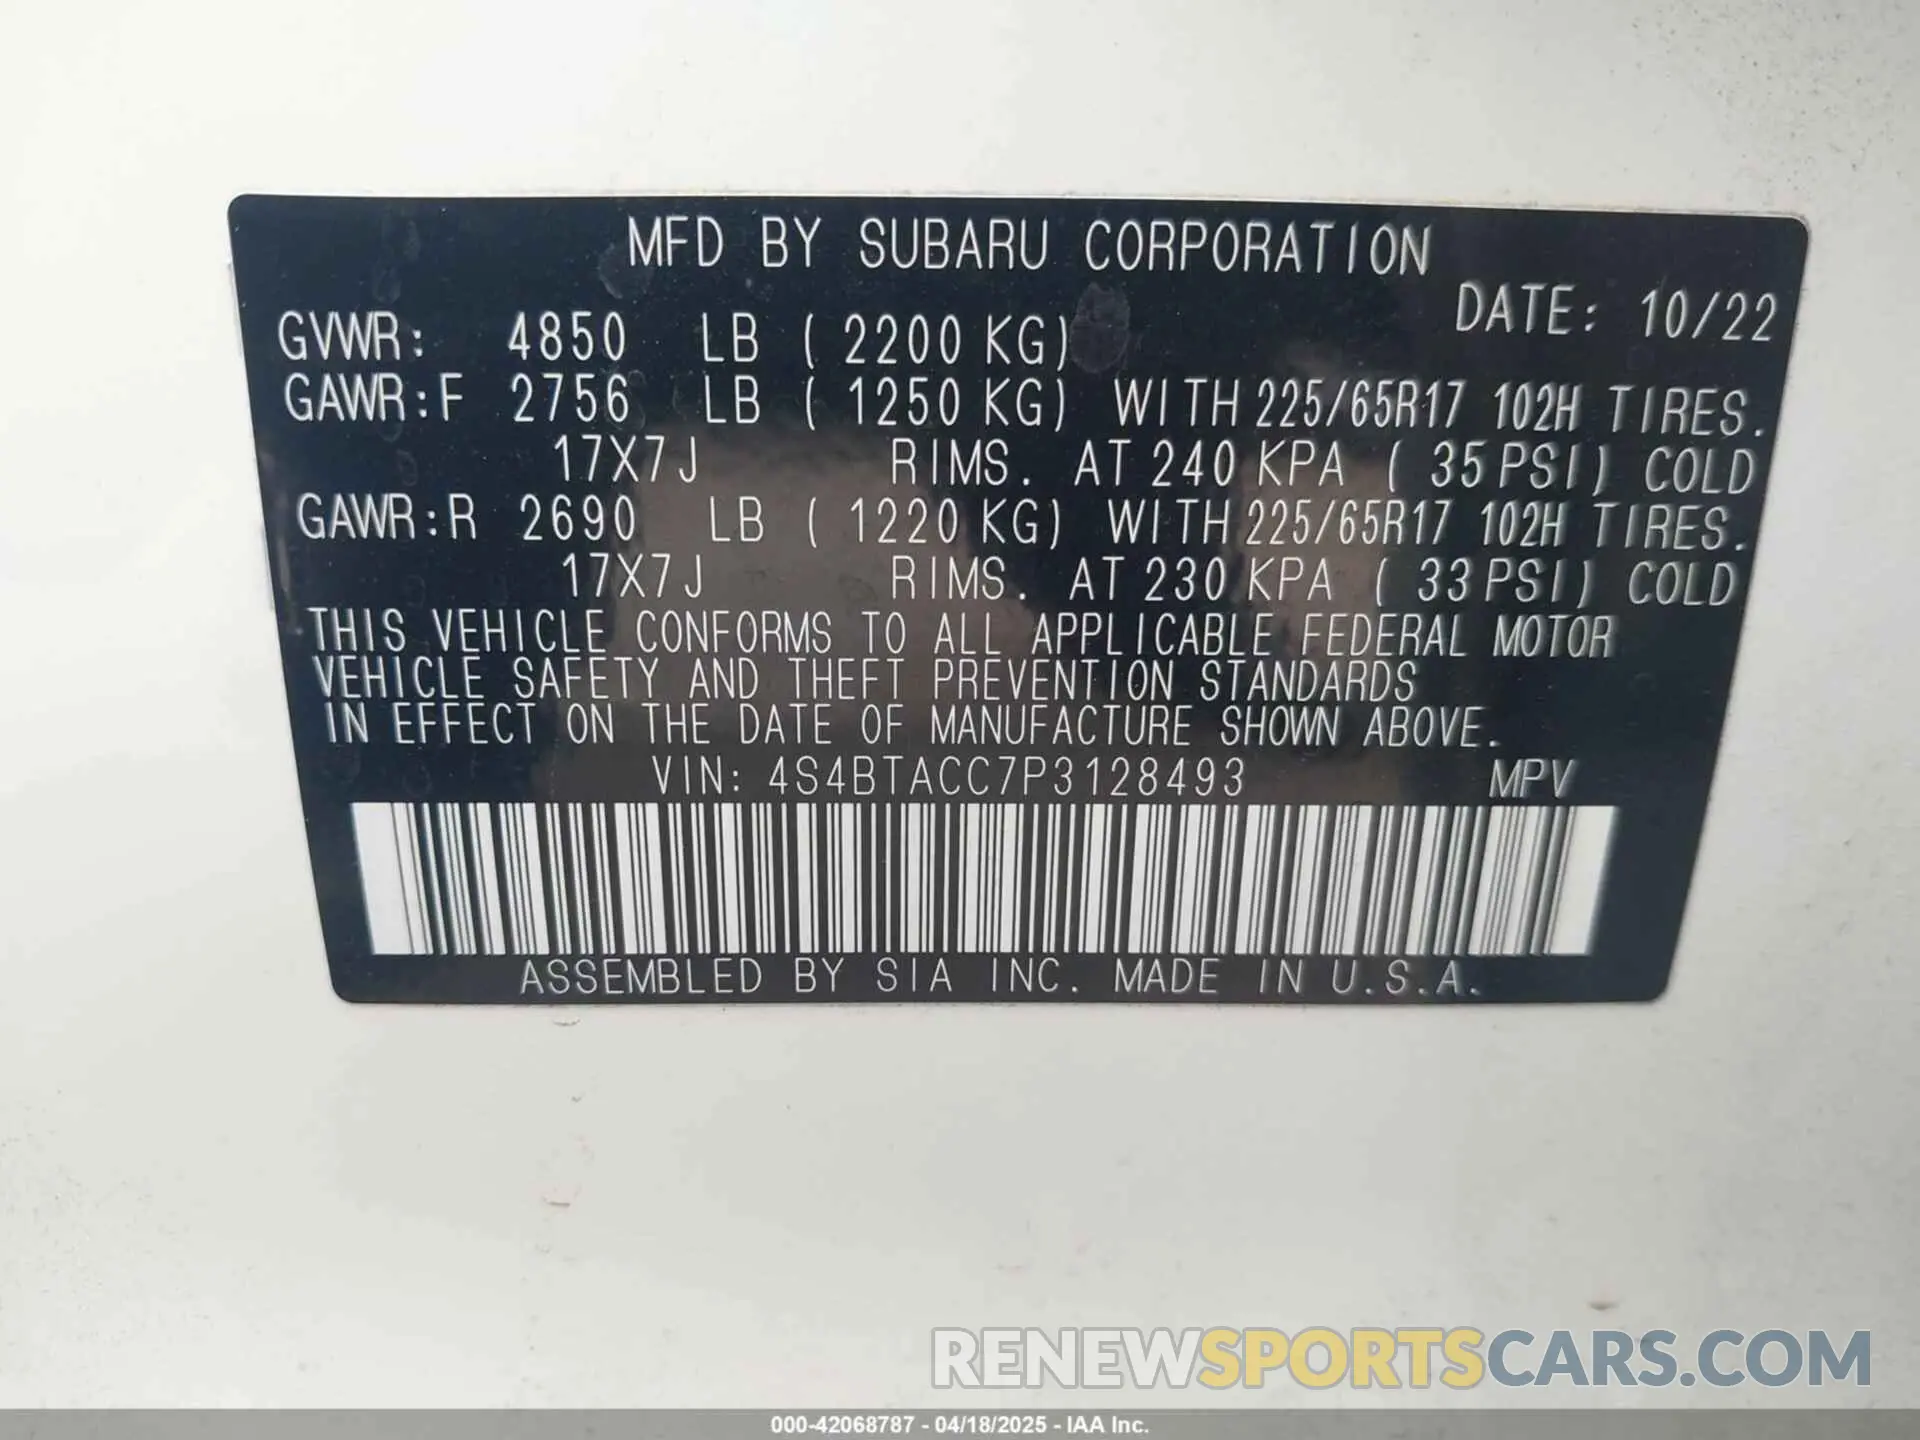 MFD BY SUBARU CORPORATION
DATE: 10/22
GVWR: 4850 LB ( 2200 KG)
GAWR:F 2756 LB ( 1250 KG) WITH 225/65R17 102H TIRES.
17X7J RIMS. AT 240 KPA ( 35 PSI) COLD
GAWR:R 2690 LB ( 1220 KG) WITH 225/65R17 102H TIRES.
17X7J RIMS. AT 230 KPA ( 33 PSI) COLD
THIS VEHICLE CONFORMS TO ALL APPLICABLE FEDERAL MOTOR
VEHICLE SAFETY AND THEFT PREVENTION STANDARDS
IN EFFECT ON THE DATE OF MANUFACTURE SHOWN ABOVE.
VIN: 4S4BTACC7P3128493 MPV
ASSEMBLED BY SIA INC. MADE IN U.S.A.
RENEWSPORTSCARS.COM
000-42068787 - 04/18/2025 - IAA Inc.